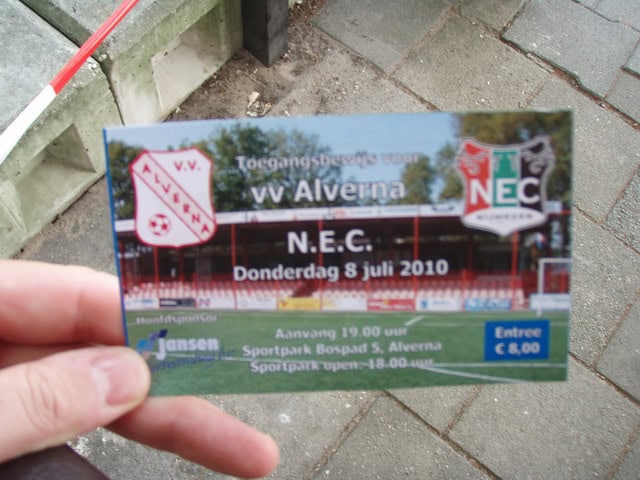 Toegangsbewijs voor
vv Alverna
N.E.C.
Donderdag 8 juli 2010
V.V.
ALVERNA
NEC
NIJMEGEN
Hoofdsponsor
Jansen
Aanvang 19.00 uur
Sportpark Bospad 5, Alverna
Sportpark open: 18.00 uur
Entree
€ 8,00